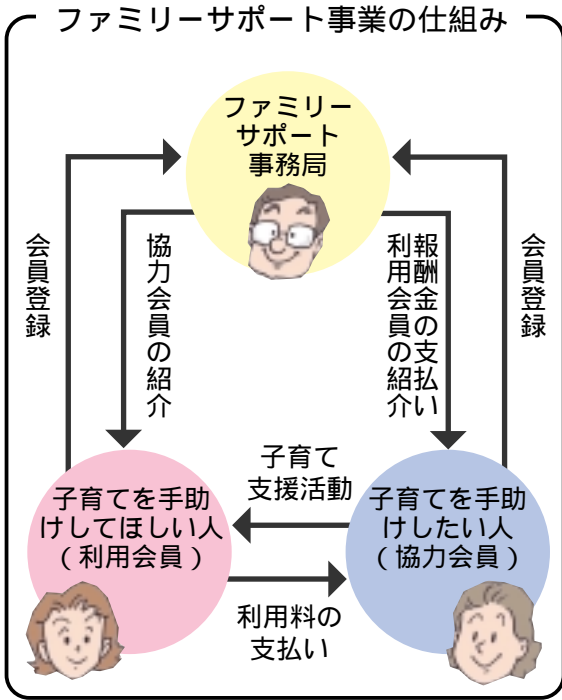 ファミリーサポート事業の仕組み
ファミリー
サポート
事務局
会員登録
協力会員の紹介
報酬金の支払い
利用会員の紹介
会員登録
子育て
支援活動
子育てを手助
けしてほしい人
(利用会員)
子育てを手助
けしたい人
(協力会員)
利用料の
支払い